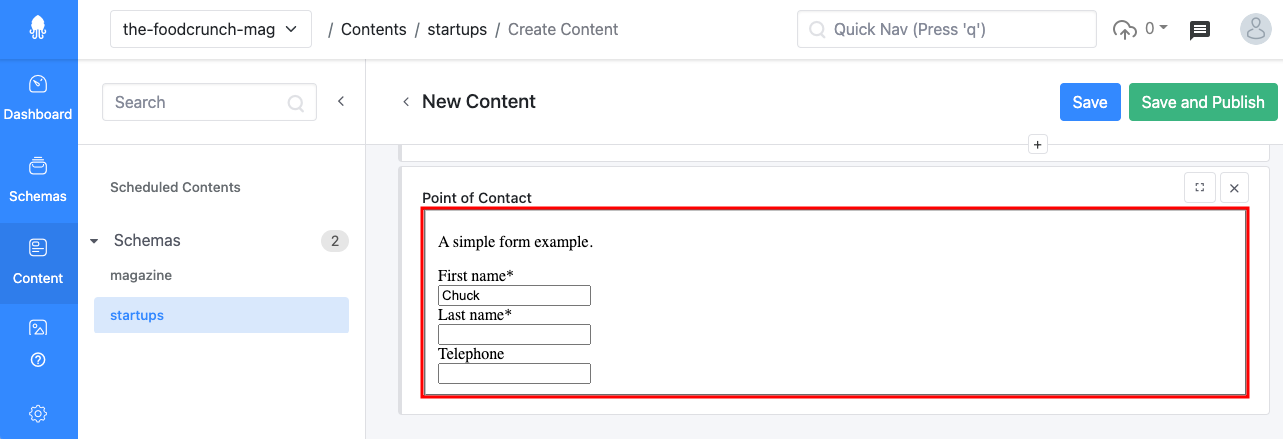 the-foodcrunch-mag / Contents / startups / Create Content
Quick Nav (Press 'q')
0
Dashboard
Schemas
Content
Search
Scheduled Contents
Schemas 2
magazine
startups
New Content
Save
Save and Publish
+
Point of Contact
A simple form example.
First name*
Chuck
Last name*
Telephone